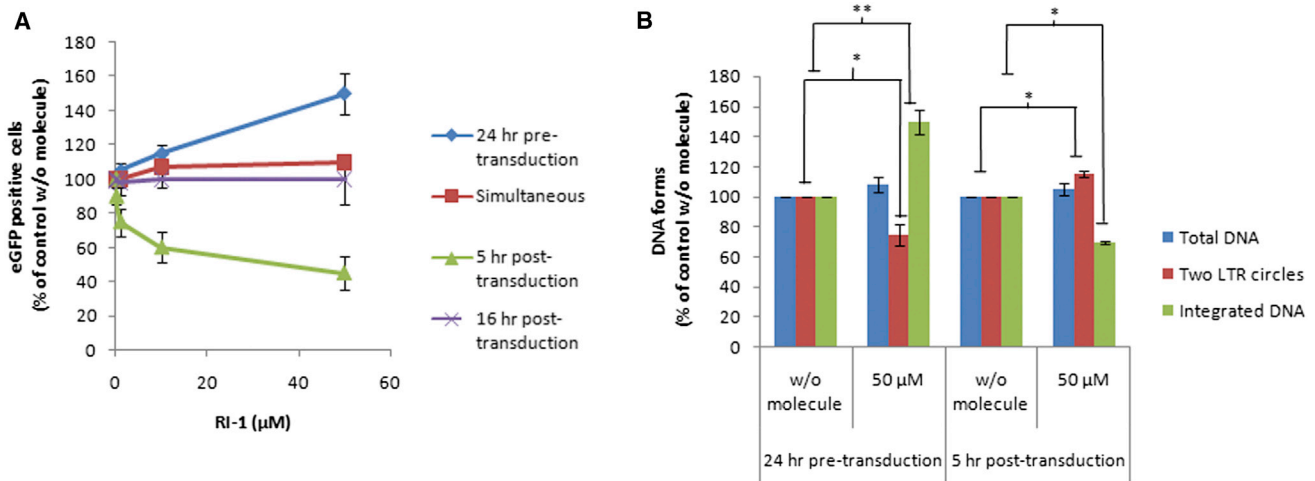 A
eGFP positive cells
(% of control w/o molecule)
180
160
140
120
100
80
60
40
20
0
0
20
40
60
RI-1 (µM)
24 hr pre-
transduction
Simultaneous
5 hr post-
transduction
16 hr post-
transduction
B
**
*
*
*
DNA forms
(% of control w/o molecule)
180
160
140
120
100
80
60
40
20
0
w/o
molecule
50 µM
w/o
molecule
50 µM
24 hr pre-transduction
5 hr post-transduction
Total DNA
Two LTR circles
Integrated DNA